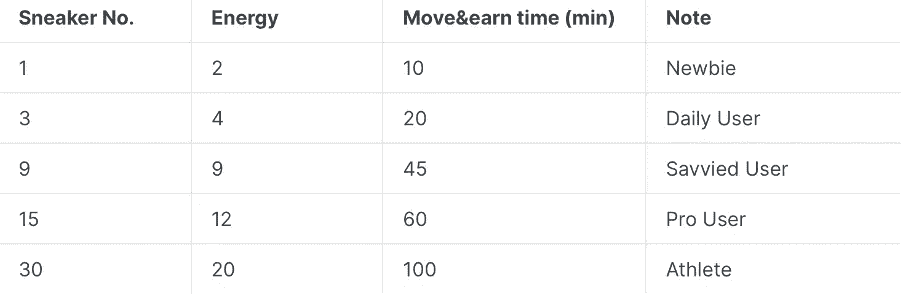 Sneaker No. Energy Move&earn time (min) Note
1 2 10 Newbie
3 4 20 Daily User
9 9 45 Savvied User
15 12 60 Pro User
30 20 100 Athlete